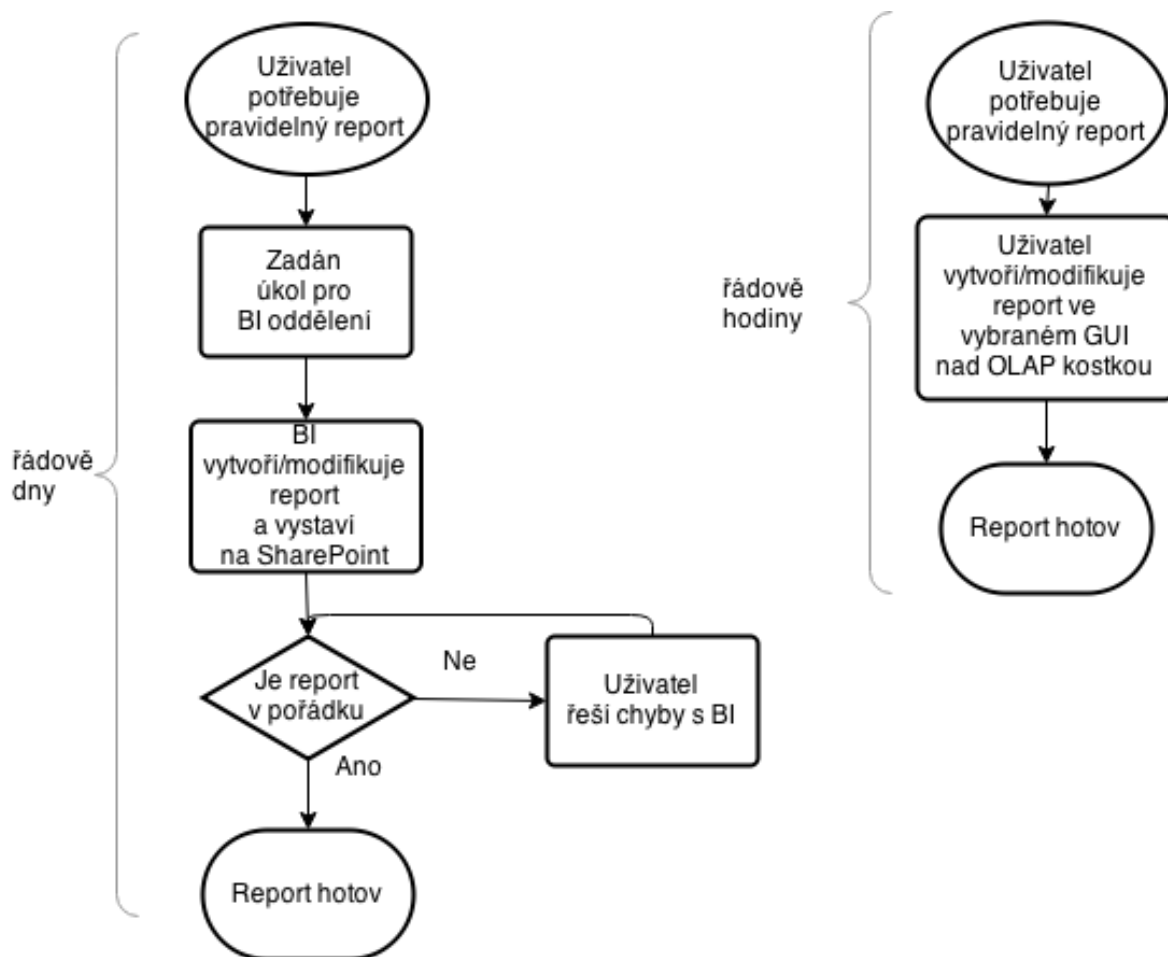 Uživatel
potřebuje
pravidelný report
Zadán
úkol pro
BI oddělení
BI
vytvoří/modifikuje
report
a vystaví
na SharePoint
řádově
dny
Je report
v pořádku
Ne
Uživatel
řeší chyby s BI
Ano
Report hotov
Uživatel
potřebuje
pravidelný report
řádově
hodiny
Uživatel
vytvoří/modifikuje
report ve
vybraném GUI
nad OLAP kostkou
Report hotov